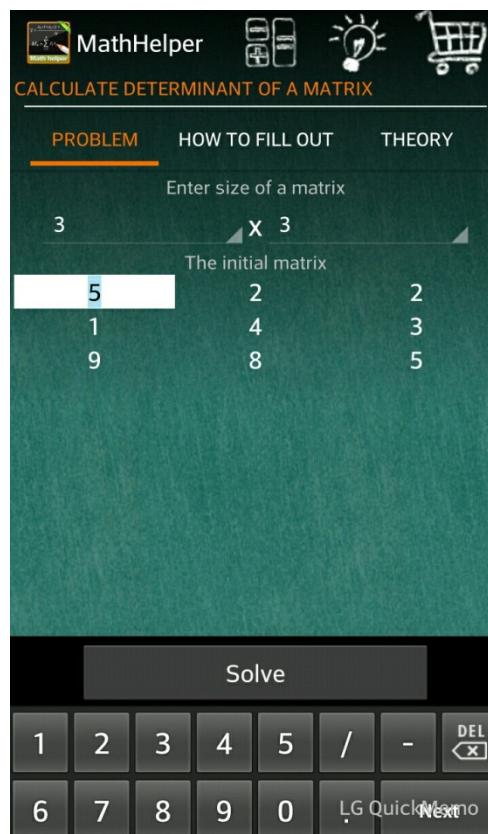 MathHelper
CALCULATE DETERMINANT OF A MATRIX
PROBLEM HOW TO FILL OUT THEORY
Enter size of a matrix
3 X 3
The initial matrix
5 2 2
1 4 3
9 8 5
Solve
1 2 3 4 5 / - DEL
6 7 8 9 0 . Next
LG QuickMemo